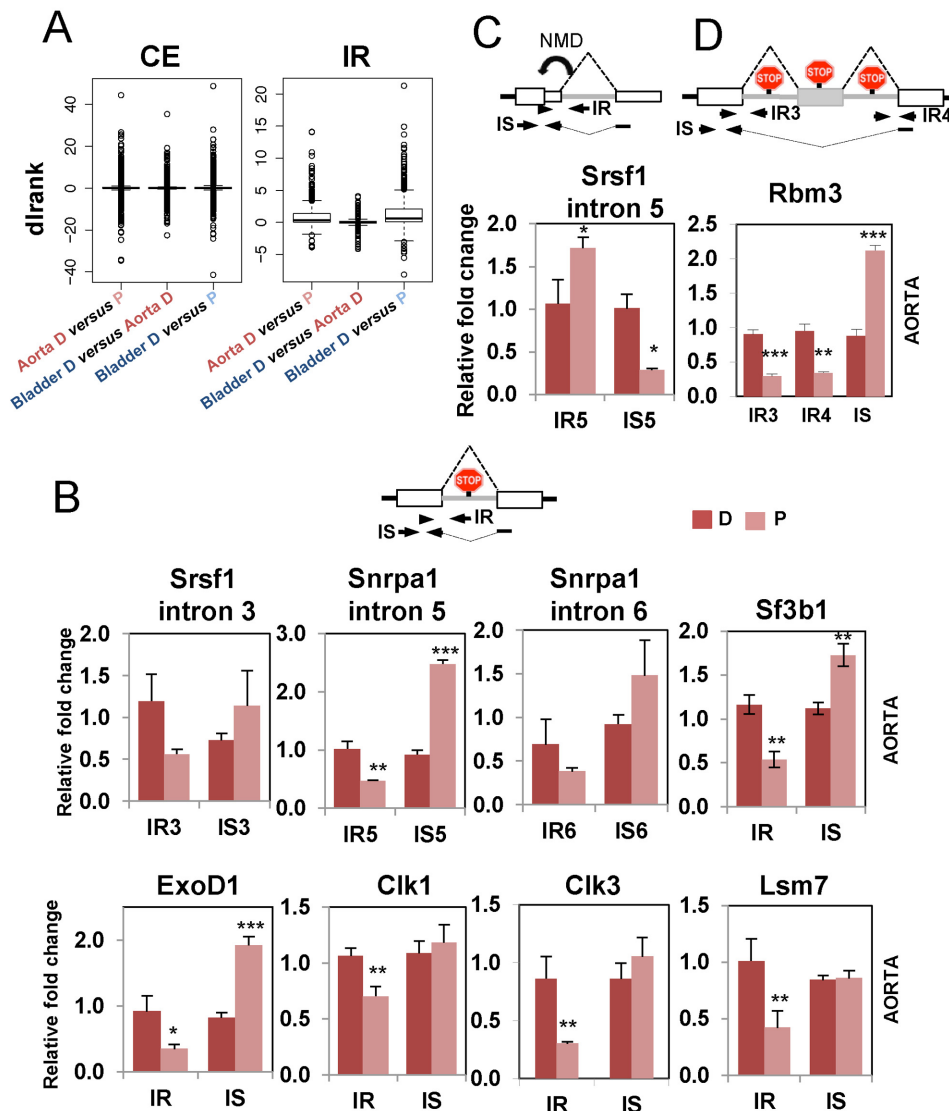 A
CE
IR
dIrank
40
20
0
−20
−40
20
15
10
5
0
−5
Aorta D versus P
Bladder D versus Aorta D
Bladder D versus P
Aorta D versus P
Bladder D versus Aorta D
Bladder D versus P
C
NMD
IR
IS
Srsf1
intron 5
Relative fold cnange
2.0
1.5
1.0
0.5
0.0
*
*
IR5 IS5
D
STOP STOP STOP
IR3 IR4
IS
Rbm3
2.5
2.0
1.5
1.0
0.5
0.0
*** ** ***
IR3 IR4 IS
AORTA
B
STOP
IR
IS
D P
Srsf1
intron 3
Relative fold change
2.0
1.5
1.0
0.5
0.0
IR3 IS3
Snrpa1
intron 5
3.0
2.0
1.0
0.0
** ***
IR5 IS5
Snrpa1
intron 6
2.0
1.5
1.0
0.5
0.0
IR6 IS6
Sf3b1
2.0
1.5
1.0
0.5
0.0
** **
IR IS
AORTA
ExoD1
Relative fold change
2.0
1.0
0.0
* ***
IR IS
Clk1
1.5
1.0
0.5
0.0
**
IR IS
Clk3
1.5
1.0
0.5
0.0
**
IR IS
Lsm7
1.5
1.0
0.5
0.0
**
IR IS
AORTA